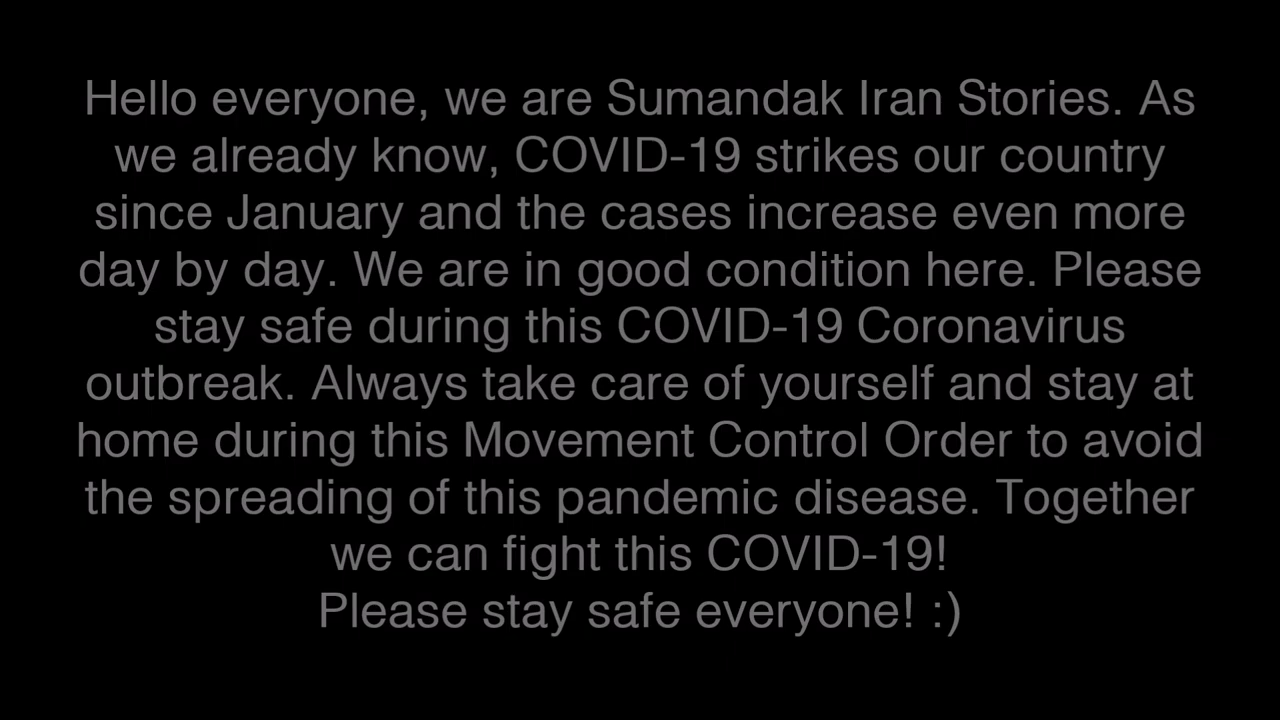 Hello everyone, we are Sumandak Iran Stories. As
we already know, COVID-19 strikes our country
since January and the cases increase even more
day by day. We are in good condition here. Please
stay safe during this COVID-19 Coronavirus
outbreak. Always take care of yourself and stay at
home during this Movement Control Order to avoid
the spreading of this pandemic disease. Together
we can fight this COVID-19!
Please stay safe everyone! :)